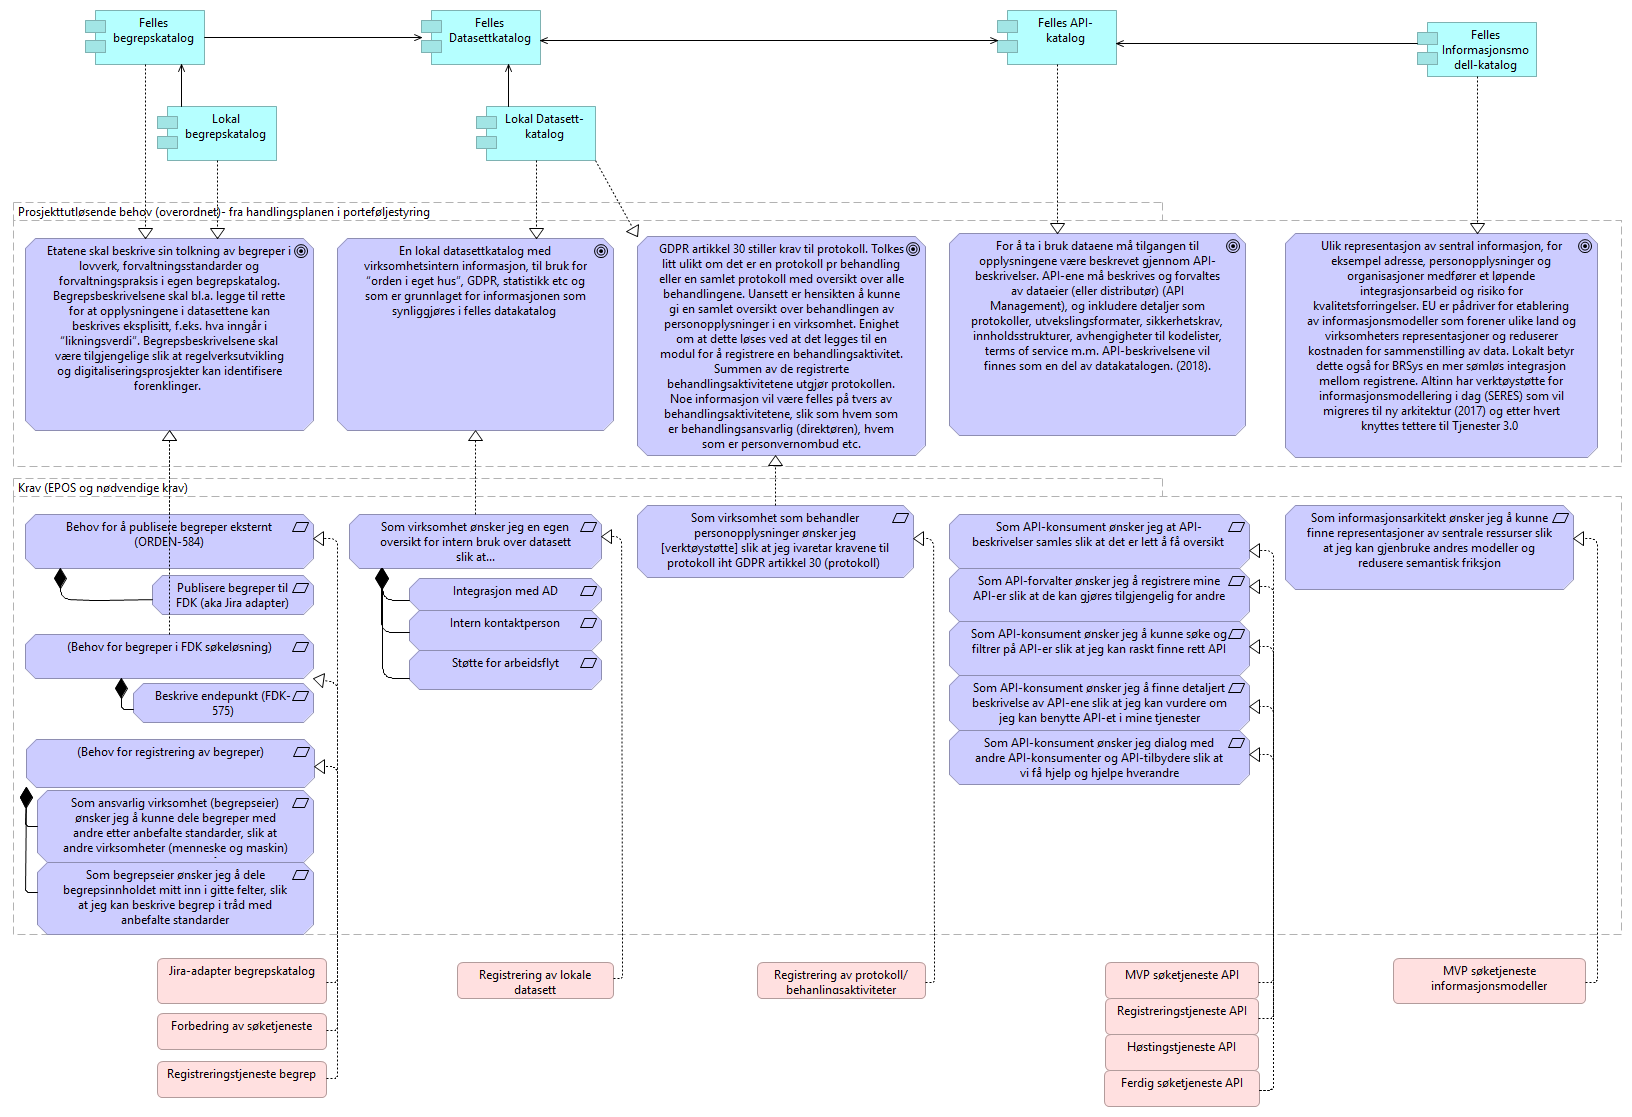 Felles
begrepskatalog
Felles
Datasettkatalog
Felles API-
katalog
Felles
Informasjonsmo
dell-katalog
Lokal
begrepskatalog
Lokal Datasett-
katalog
Prosjekttutløsende behov (overordnet)- fra handlingsplanen i porteføljestyring
Etatene skal beskrive sin tolkning av begreper i
lovverk, forvaltningsstandarder og
forvaltningspraksis i egen begrepskatalog.
Begrepsbeskrivelsene skal bl.a. legge til rette
for at opplysningene i datasettene kan
beskrives eksplisitt, f.eks. hva inngår i
“likningsverdi”. Begrepsbeskrivelsene skal
være tilgjengelige slik at regelverksutvikling
og digitaliseringsprosjekter kan identifisere
forenklinger.
En lokal datasettkatalog med
virksomhetsintern informasjon, til bruk for
“orden i eget hus”, GDPR, statistikk etc og
som er grunnlaget for informasjonen som
synliggjøres i felles datakatalog
GDPR artikkel 30 stiller krav til protokoll. Tolkes
litt ulikt om det er en protokoll pr behandling
eller en samlet protokoll med oversikt over alle
behandlingene. Uansett er hensikten å kunne
gi en samlet oversikt over behandlingen av
personopplysninger i en virksomhet. Enighet
om at dette løses ved at det legges til en
modul for å registrere en behandlingsaktivitet.
Summen av de registrerte
behandlingsaktivitetene utgjør protokollen.
Noe informasjon vil være felles på tvers av
behandlingsaktivitetene, slik som hvem som
er behandlingsansvarlig (direktøren), hvem
som er personvernombud etc.
For å ta i bruk dataene må tilgangen til
opplysningene være beskrevet gjennom API-
beskrivelser. API-ene må beskrives og forvaltes
av dataeier (eller distributør) (API
Management), og inkludere detaljer som
protokoller, utvekslingsformater, sikkerhetskrav,
innholdsstrukturer, avhengigheter til kodelister,
terms of service m.m. API-beskrivelsene vil
finnes som en del av datakatalogen. (2018).
Ulik representasjon av sentral informasjon, for
eksempel adresse, personopplysninger og
organisasjoner medfører et løpende
integrasjonsarbeid og risiko for
kvalitetsforringelser. EU er pådriver for etablering
av informasjonsmodeller som forener ulike land og
virksomheters representasjoner og reduserer
kostnaden for sammenstilling av data. Lokalt betyr
dette også for BRSys en mer sømløs integrasjon
mellom registrene. Altinn har verktøystøtte for
informasjonsmodellering i dag (SERES) som vil
migreres til ny arkitektur (2017) og etter hvert
knyttes tettere til Tjenester 3.0
Krav (EPOS og nødvendige krav)
Behov for å publisere begreper eksternt
(ORDEN-584)
Publisere begreper til
FDK (aka Jira adapter)
(Behov for begreper i FDK søkeløsning)
Beskrive endepunkt (FDK-
575)
(Behov for registrering av begreper)
Som ansvarlig virksomhet (begrepseier)
ønsker jeg å kunne dele begreper med
andre etter anbefalte standarder, slik at
andre virksomheter (menneske og maskin)
Som begrepseier ønsker jeg å dele
begrepsinnholdet mitt inn i gitte felter, slik
at jeg kan beskrive begrep i tråd med
anbefalte standarder
Som virksomhet ønsker jeg en egen
oversikt for intern bruk over datasett
slik at...
Integrasjon med AD
Intern kontaktperson
Støtte for arbeidsflyt
Som virksomhet som behandler
personopplysninger ønsker jeg
[verktøystøtte] slik at jeg ivaretar kravene til
protokoll iht GDPR artikkel 30 (protokoll)
Som API-konsument ønsker jeg at API-
beskrivelser samles slik at det er lett å få oversikt
Som API-forvalter ønsker jeg å registrere mine
API-er slik at de kan gjøres tilgjengelig for andre
Som API-konsument ønsker jeg å kunne søke og
filtrer på API-er slik at jeg kan raskt finne rett API
Som API-konsument ønsker jeg å finne detaljert
beskrivelse av API-ene slik at jeg kan vurdere om
jeg kan benytte API-et i mine tjenester
Som API-konsument ønsker jeg dialog med
andre API-konsumenter og API-tilbydere slik at
vi få hjelp og hjelpe hverandre
Som informasjonsarkitekt ønsker jeg å kunne
finne representasjoner av sentrale ressurser slik
at jeg kan gjenbruke andres modeller og
redusere semantisk friksjon
Jira-adapter begrepskatalog
Forbedring av søketjeneste
Registreringstjeneste begrep
Registrering av lokale
datasett
Registrering av protokoll/
behanlingsaktiviteter
MVP søketjeneste API
Registreringstjeneste API
Høstingstjeneste API
Ferdig søketjeneste API
MVP søketjeneste
informasjonsmodeller